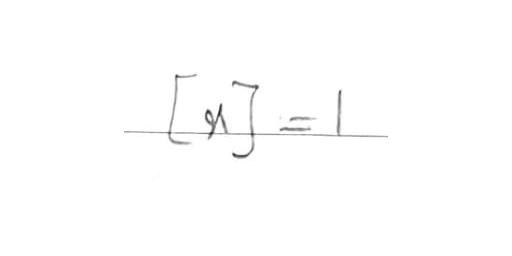 [x] = 1